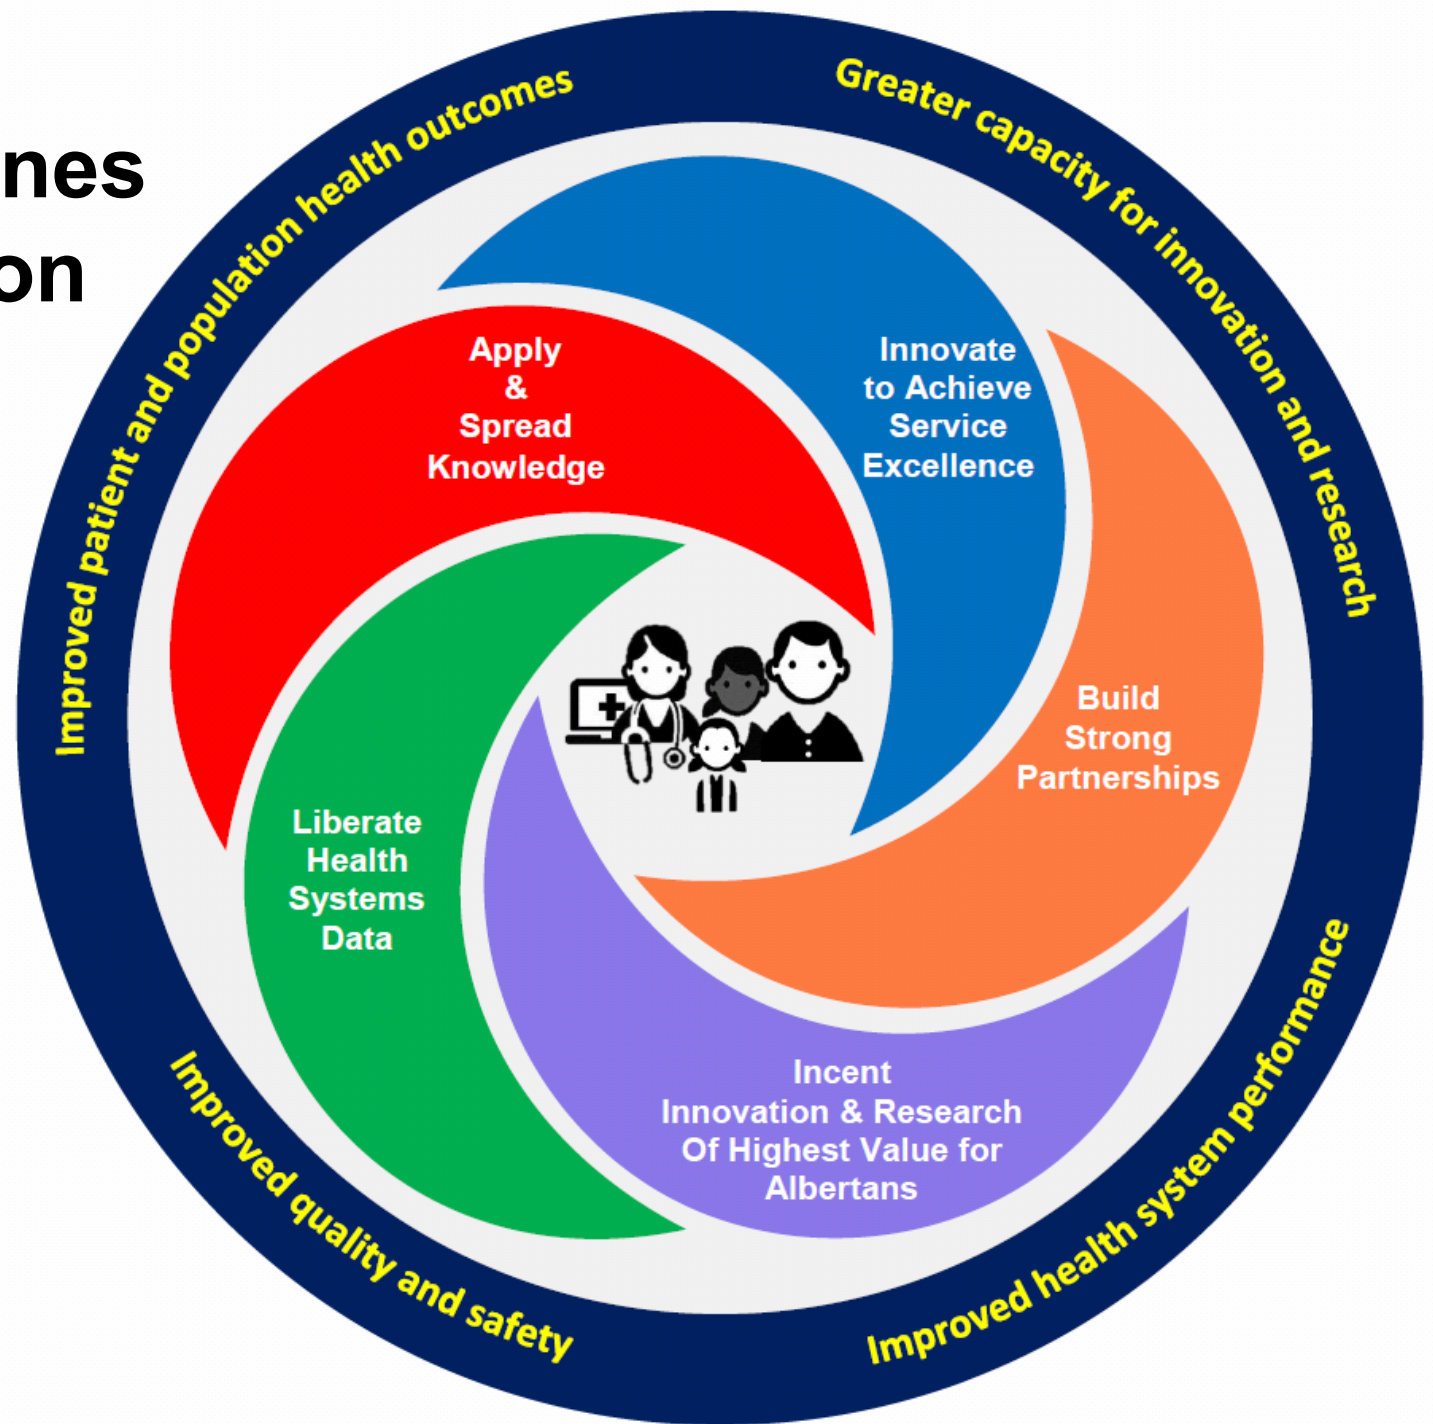 nes
on
Improved patient and population health outcomes
Greater capacity for innovation and research
Apply
&
Spread
Knowledge
Innovate
to Achieve
Service
Excellence
Build
Strong
Partnerships
Liberate
Health
Systems
Data
Incent
Innovation & Research
Of Highest Value for
Albertans
Improved quality and safety
Improved health system performance